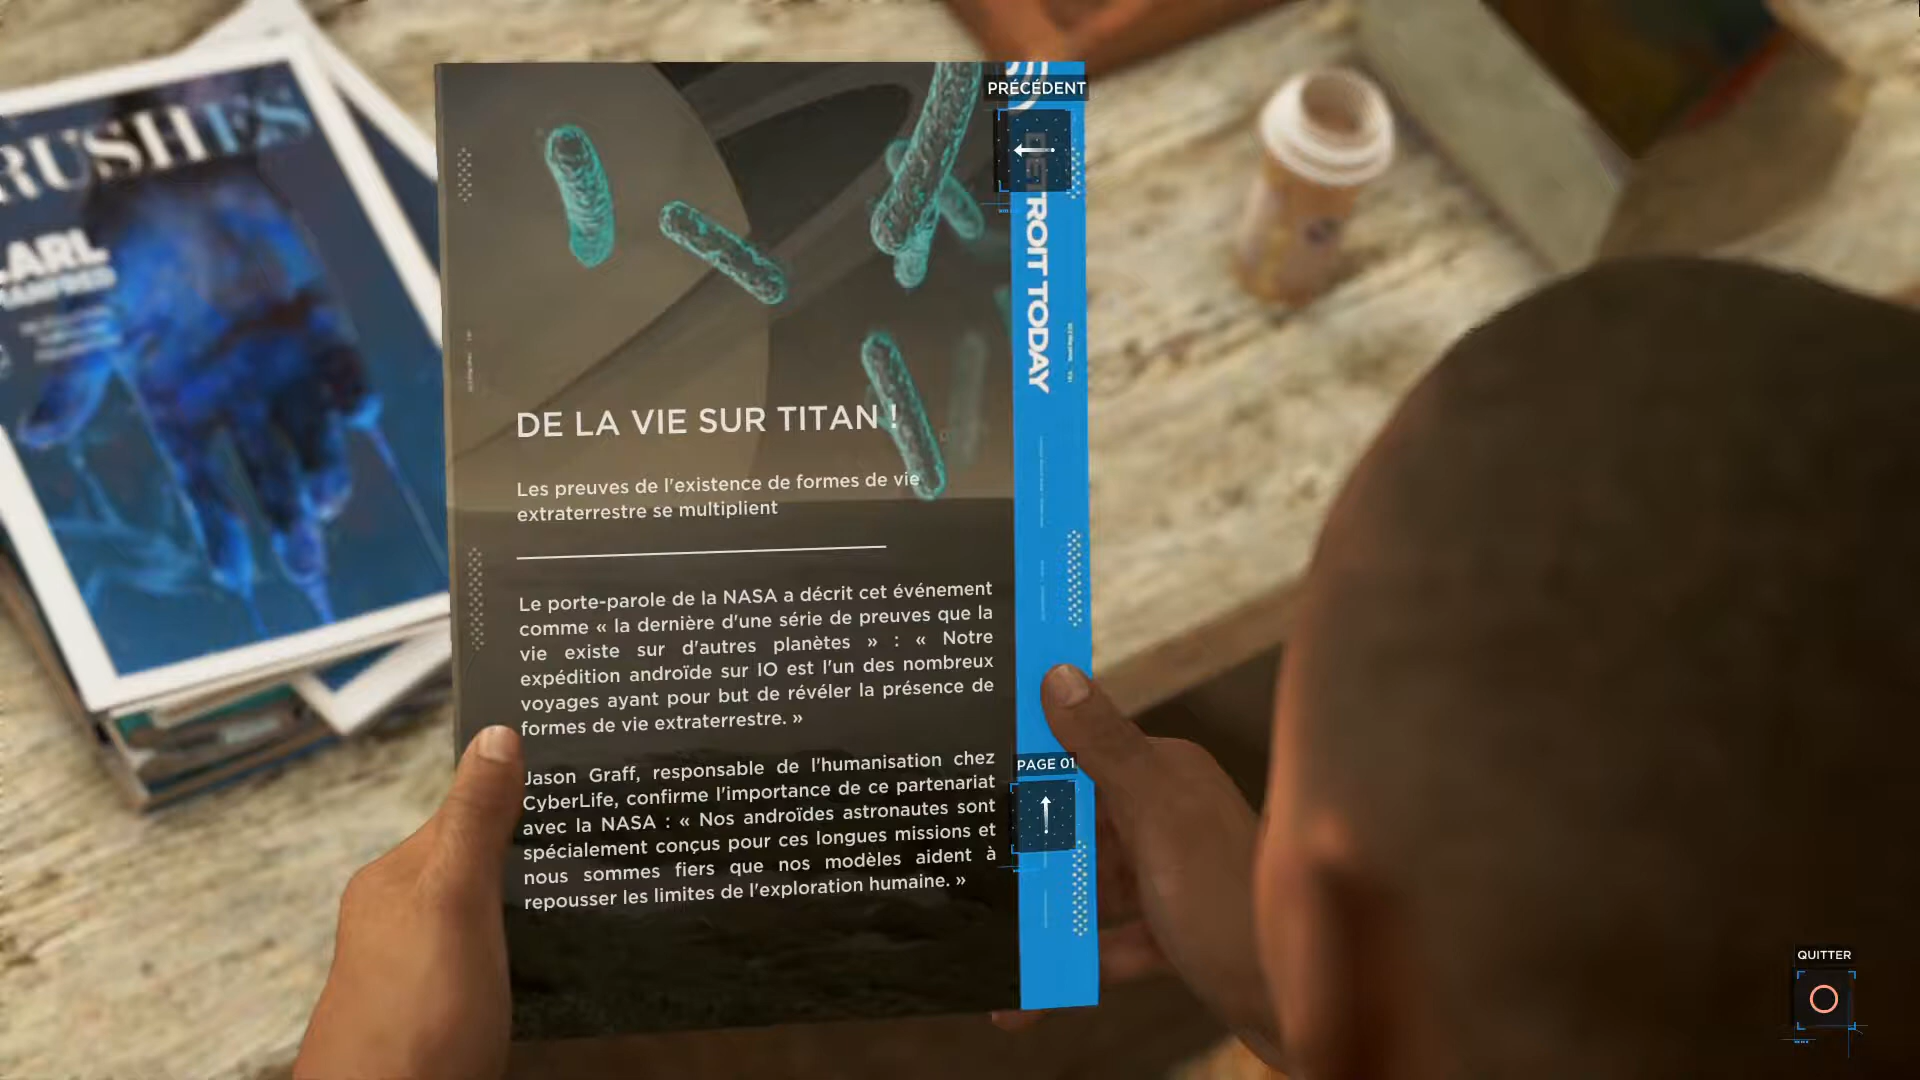 RUSHES
PRÉCÉDENT
ROIT TODAY
DE LA VIE SUR TITAN !
Les preuves de l'existence de formes de vie
extraterrestre se multiplient
Le porte-parole de la NASA a décrit cet événement
comme « la dernière d'une série de preuves que la
vie existe sur d'autres planètes » : « Notre
expédition androïde sur IO est l'un des nombreux
voyages ayant pour but de révéler la présence de
formes de vie extraterrestre. »
Jason Graff, responsable de l'humanisation chez
CyberLife, confirme l'importance de ce partenariat
avec la NASA : « Nos androïdes astronautes sont
spécialement conçus pour ces longues missions et
nous sommes fiers que nos modèles aident à
repousser les limites de l'exploration humaine. »
PAGE 01
QUITTER